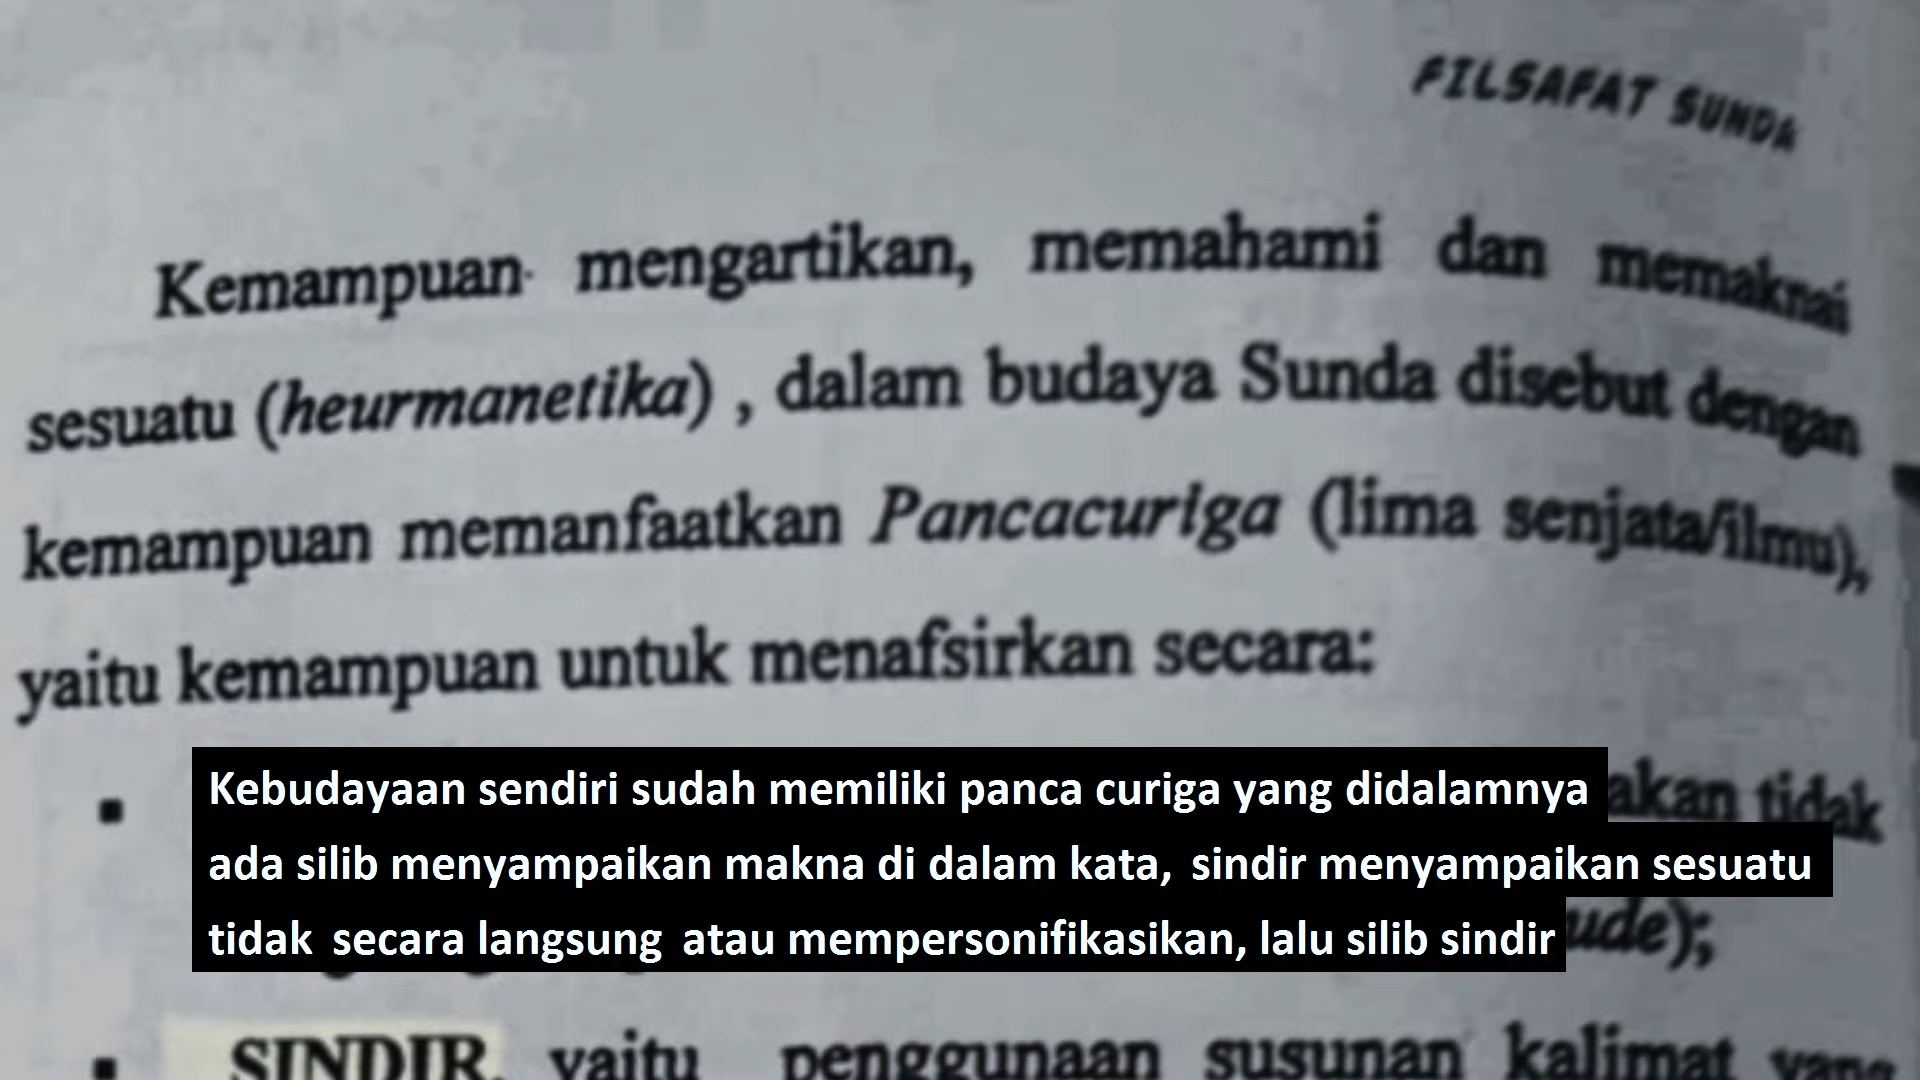 FILSAFAT SUNDA
Kemampuan mengartikan, memahami dan memaknai
sesuatu (heurmanetika) , dalam budaya Sunda disebut dengan
kemampuan memanfaatkan Pancacuriga (lima senjata/ilmu),
yaitu kemampuan untuk menafsirkan secara:
Kebudayaan sendiri sudah memiliki panca curiga yang didalamnya
ada silib menyampaikan makna di dalam kata, sindir menyampaikan sesuatu
tidak secara langsung atau mempersonifikasikan, lalu silib sindir
tidak
▪ SINDIR, yaitu penggunaan susunan kalimat yang